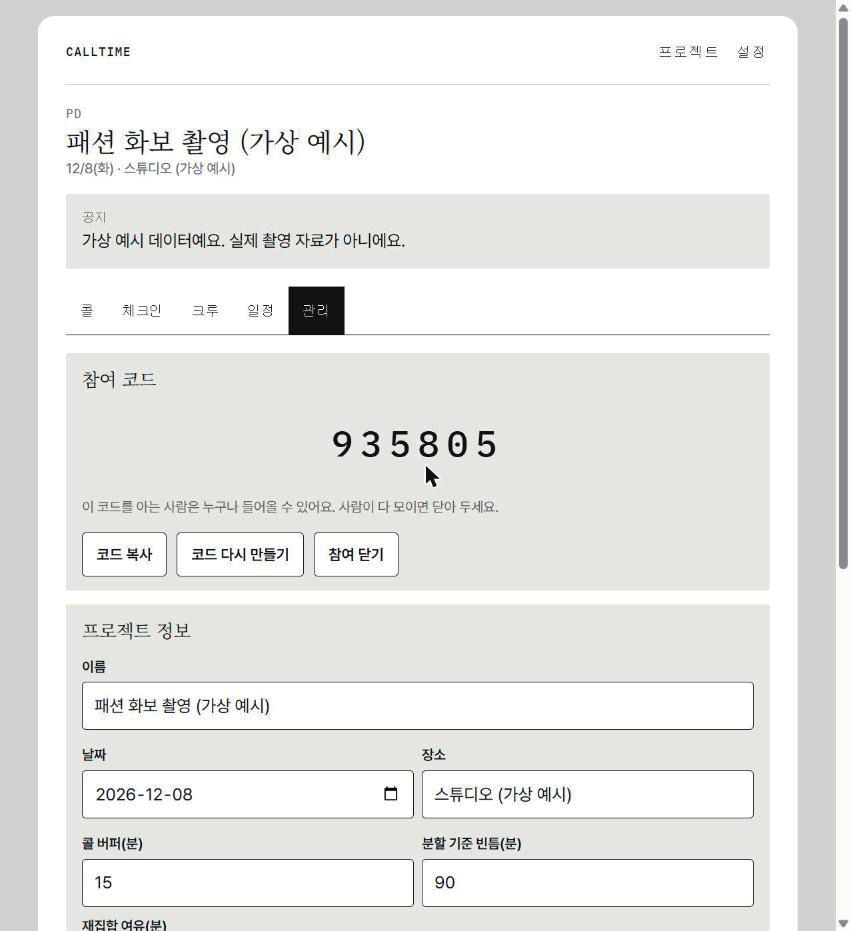 CALLTIME
프로젝트 설정
PD
패션 화보 촬영 (가상 예시)
12/8(화) · 스튜디오 (가상 예시)
공지
가상 예시 데이터예요. 실제 촬영 자료가 아니에요.
콜 체크인 크루 일정 관리
참여 코드
935805
이 코드를 아는 사람은 누구나 들어올 수 있어요. 사람이 다 모이면 닫아 두세요.
코드 복사 코드 다시 만들기 참여 닫기
프로젝트 정보
이름
패션 화보 촬영 (가상 예시)
날짜 장소
2026-12-08 스튜디오 (가상 예시)
콜 버퍼(분) 분할 기준 빈틈(분)
15 90
재집합 여유(분)